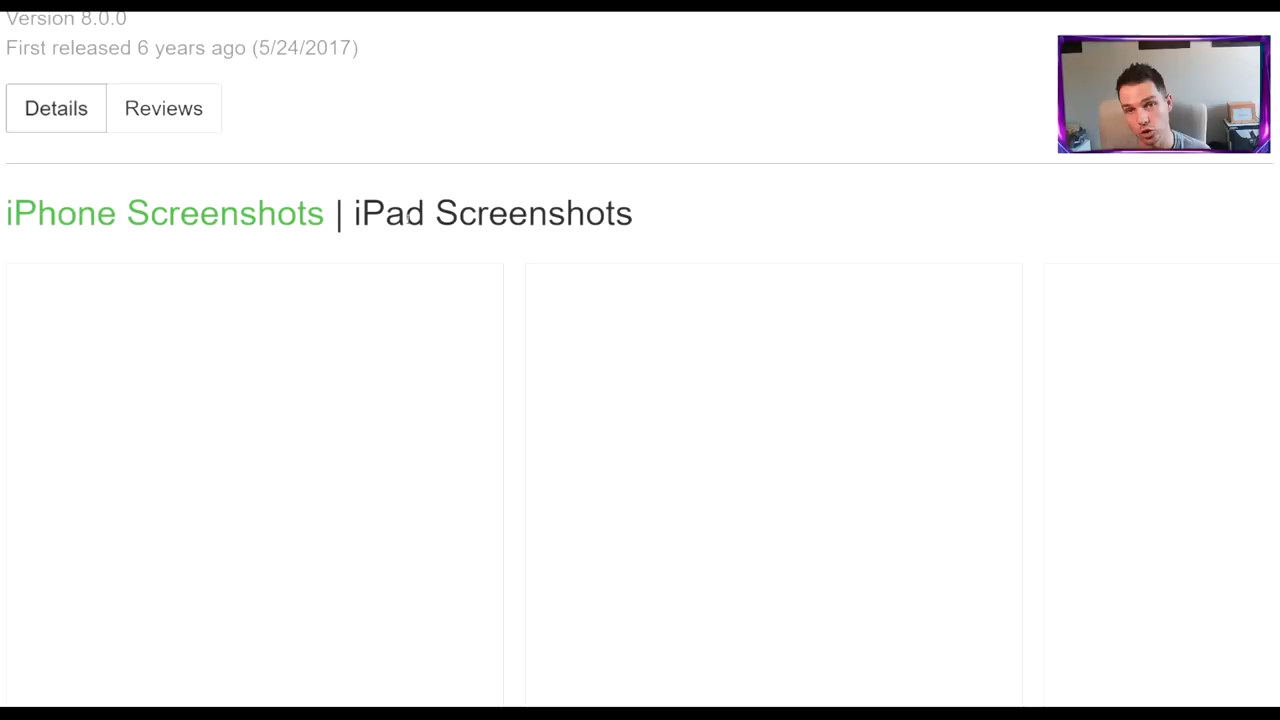 Version 8.0.0
First released 6 years ago (5/24/2017)
Details Reviews
iPhone Screenshots | iPad Screenshots